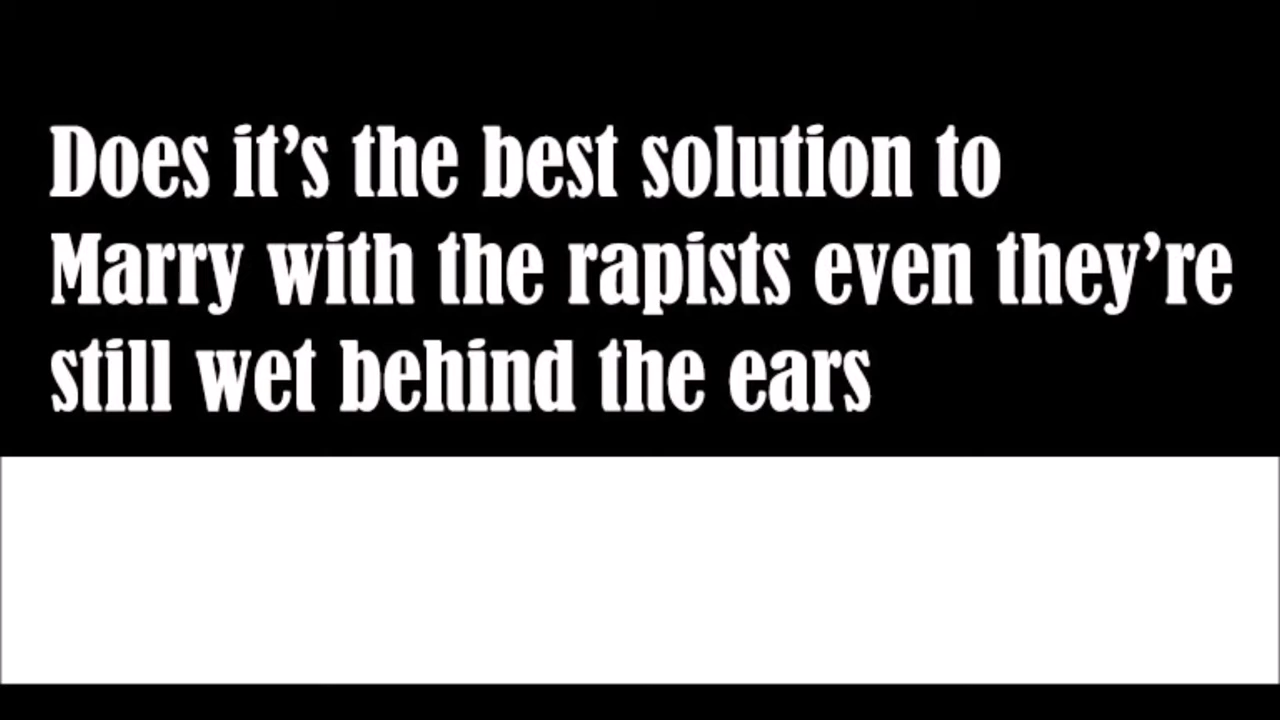 Does it’s the best solution to
Marry with the rapists even they’re
still wet behind the ears